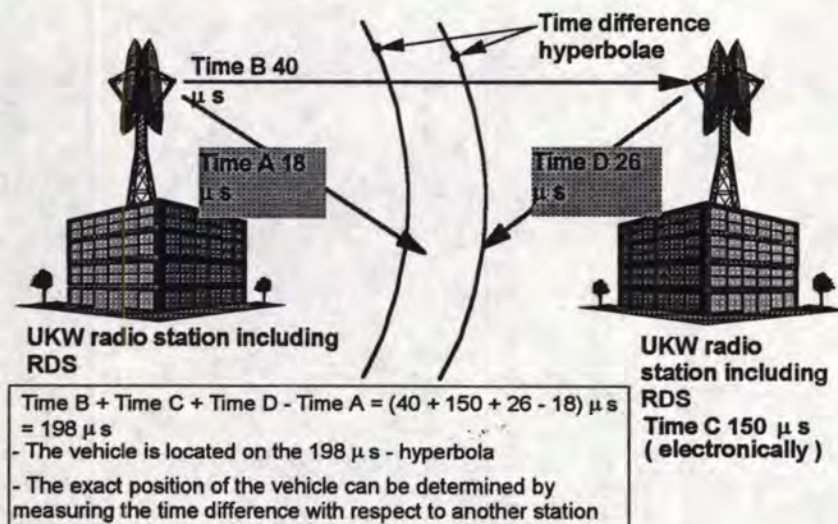 Time difference
hyperbolae
Time B 40
μ s
Time A 18
μ s
Time D 26
μ s
UKW radio station including
RDS
UKW radio
station including
RDS
Time C 150 μ s
( electronically )
Time B + Time C + Time D - Time A = (40 + 150 + 26 - 18) μ s
= 198 μ s
- The vehicle is located on the 198 μ s - hyperbola
- The exact position of the vehicle can be determined by
measuring the time difference with respect to another station